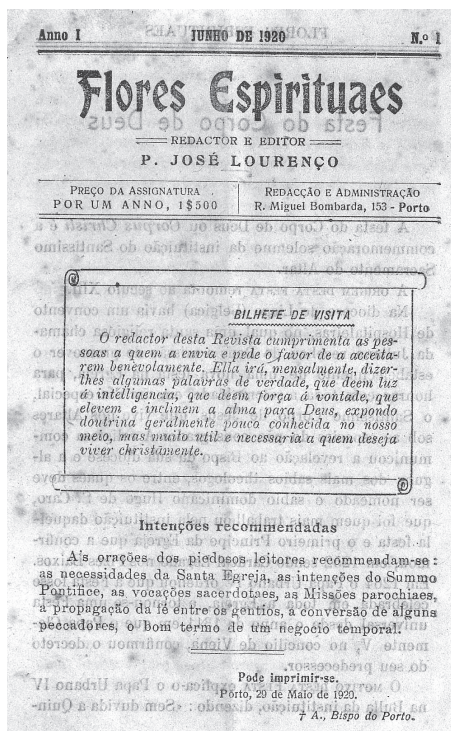 Anno I JUNHO DE 1920 N.º 1
Flores Espirituaes
REDACTOR E EDITOR
P. JOSÉ LOURENÇO
PREÇO DA ASSIGNATURA
POR UM ANNO, 1$500
REDACÇÃO E ADMINISTRAÇÃO
R. Miguel Bombarda, 153 - Porto
BILHETE DE VISITA
O redactor desta Revista cumprimenta as pes-
soas a quem a envia e pede o favor de a acceita-
rem benevolamente. Ella irá, mensalmente, dizer-
lhes algumas palavras de verdade, que deem luz
á intelligencia, que deem força á vontade, que
elevem e inclinem a alma para Deus, expondo
doutrina geralmente pouco conhecida no nosso
meio, mas muito util e necessaria a quem deseja
viver christãmente.
Intenções recommendadas
A's orações dos piedosos leitores recommendam-se:
as necessidades da Santa Egreja, as intenções do Summo
Pontifice, as vocações sacerdotaes, as Missões parochiaes,
a propagação da fé entre os gentios, a conversão de alguns
peccadores, o bom termo de um negocio temporal.
Pode imprimir-se.
Porto, 29 de Maio de 1920.
† A., Bispo do Porto.